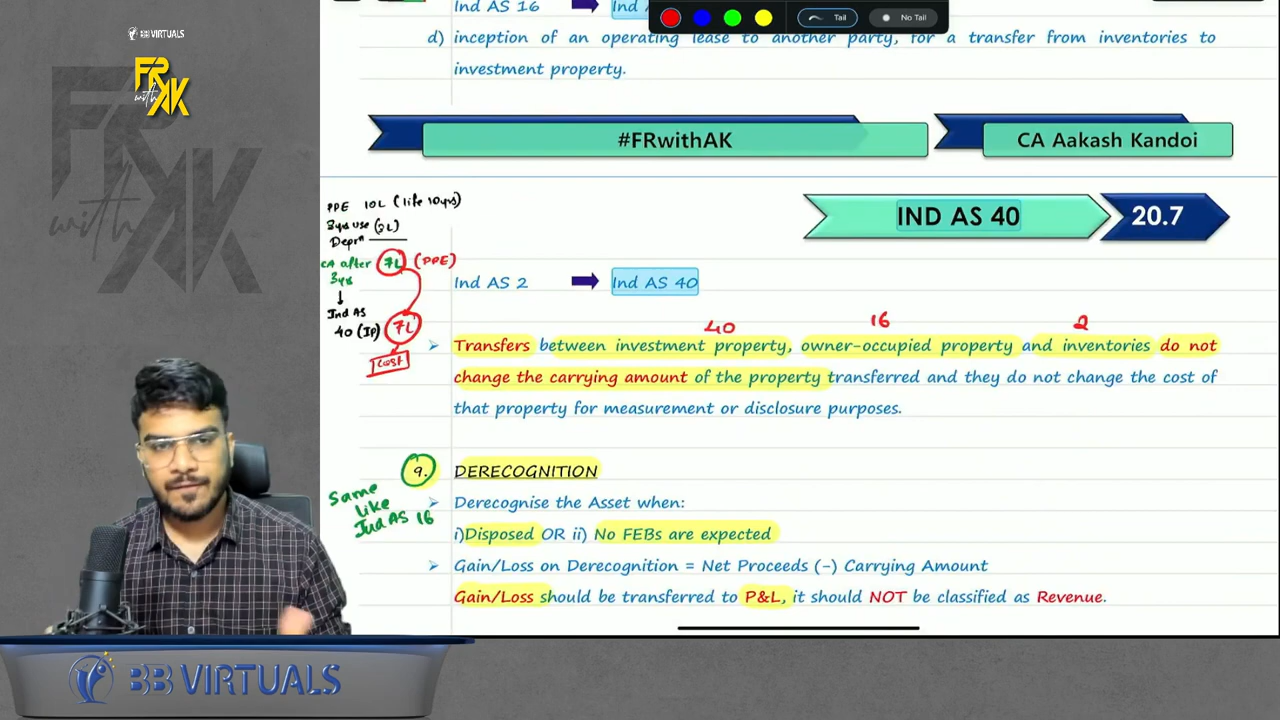 BB VIRTUALS
FR
with
AK
Ind AS 16
Ind
Tail
No Tail
d) inception of an operating lease to another party, for a transfer from inventories to
investment property.
#FRwithAK
CA Aakash Kandoi
IND AS 40
20.7
PPE 10L (life 10yrs)
3yrs use (3L)
Deprn
CA after 7L (PPE)
3yrs
Ind AS
40 (IP) 7L
cost
Ind AS 2
Ind AS 40
40 16 2
Transfers between investment property, owner-occupied property and inventories do not
change the carrying amount of the property transferred and they do not change the cost of
that property for measurement or disclosure purposes.
9. DERECOGNITION
Same
like
Ind AS 16
Derecognise the Asset when:
i)Disposed OR ii) No FEBs are expected
Gain/Loss on Derecognition = Net Proceeds (-) Carrying Amount
Gain/Loss should be transferred to P&L, it should NOT be classified as Revenue.
BB VIRTUALS